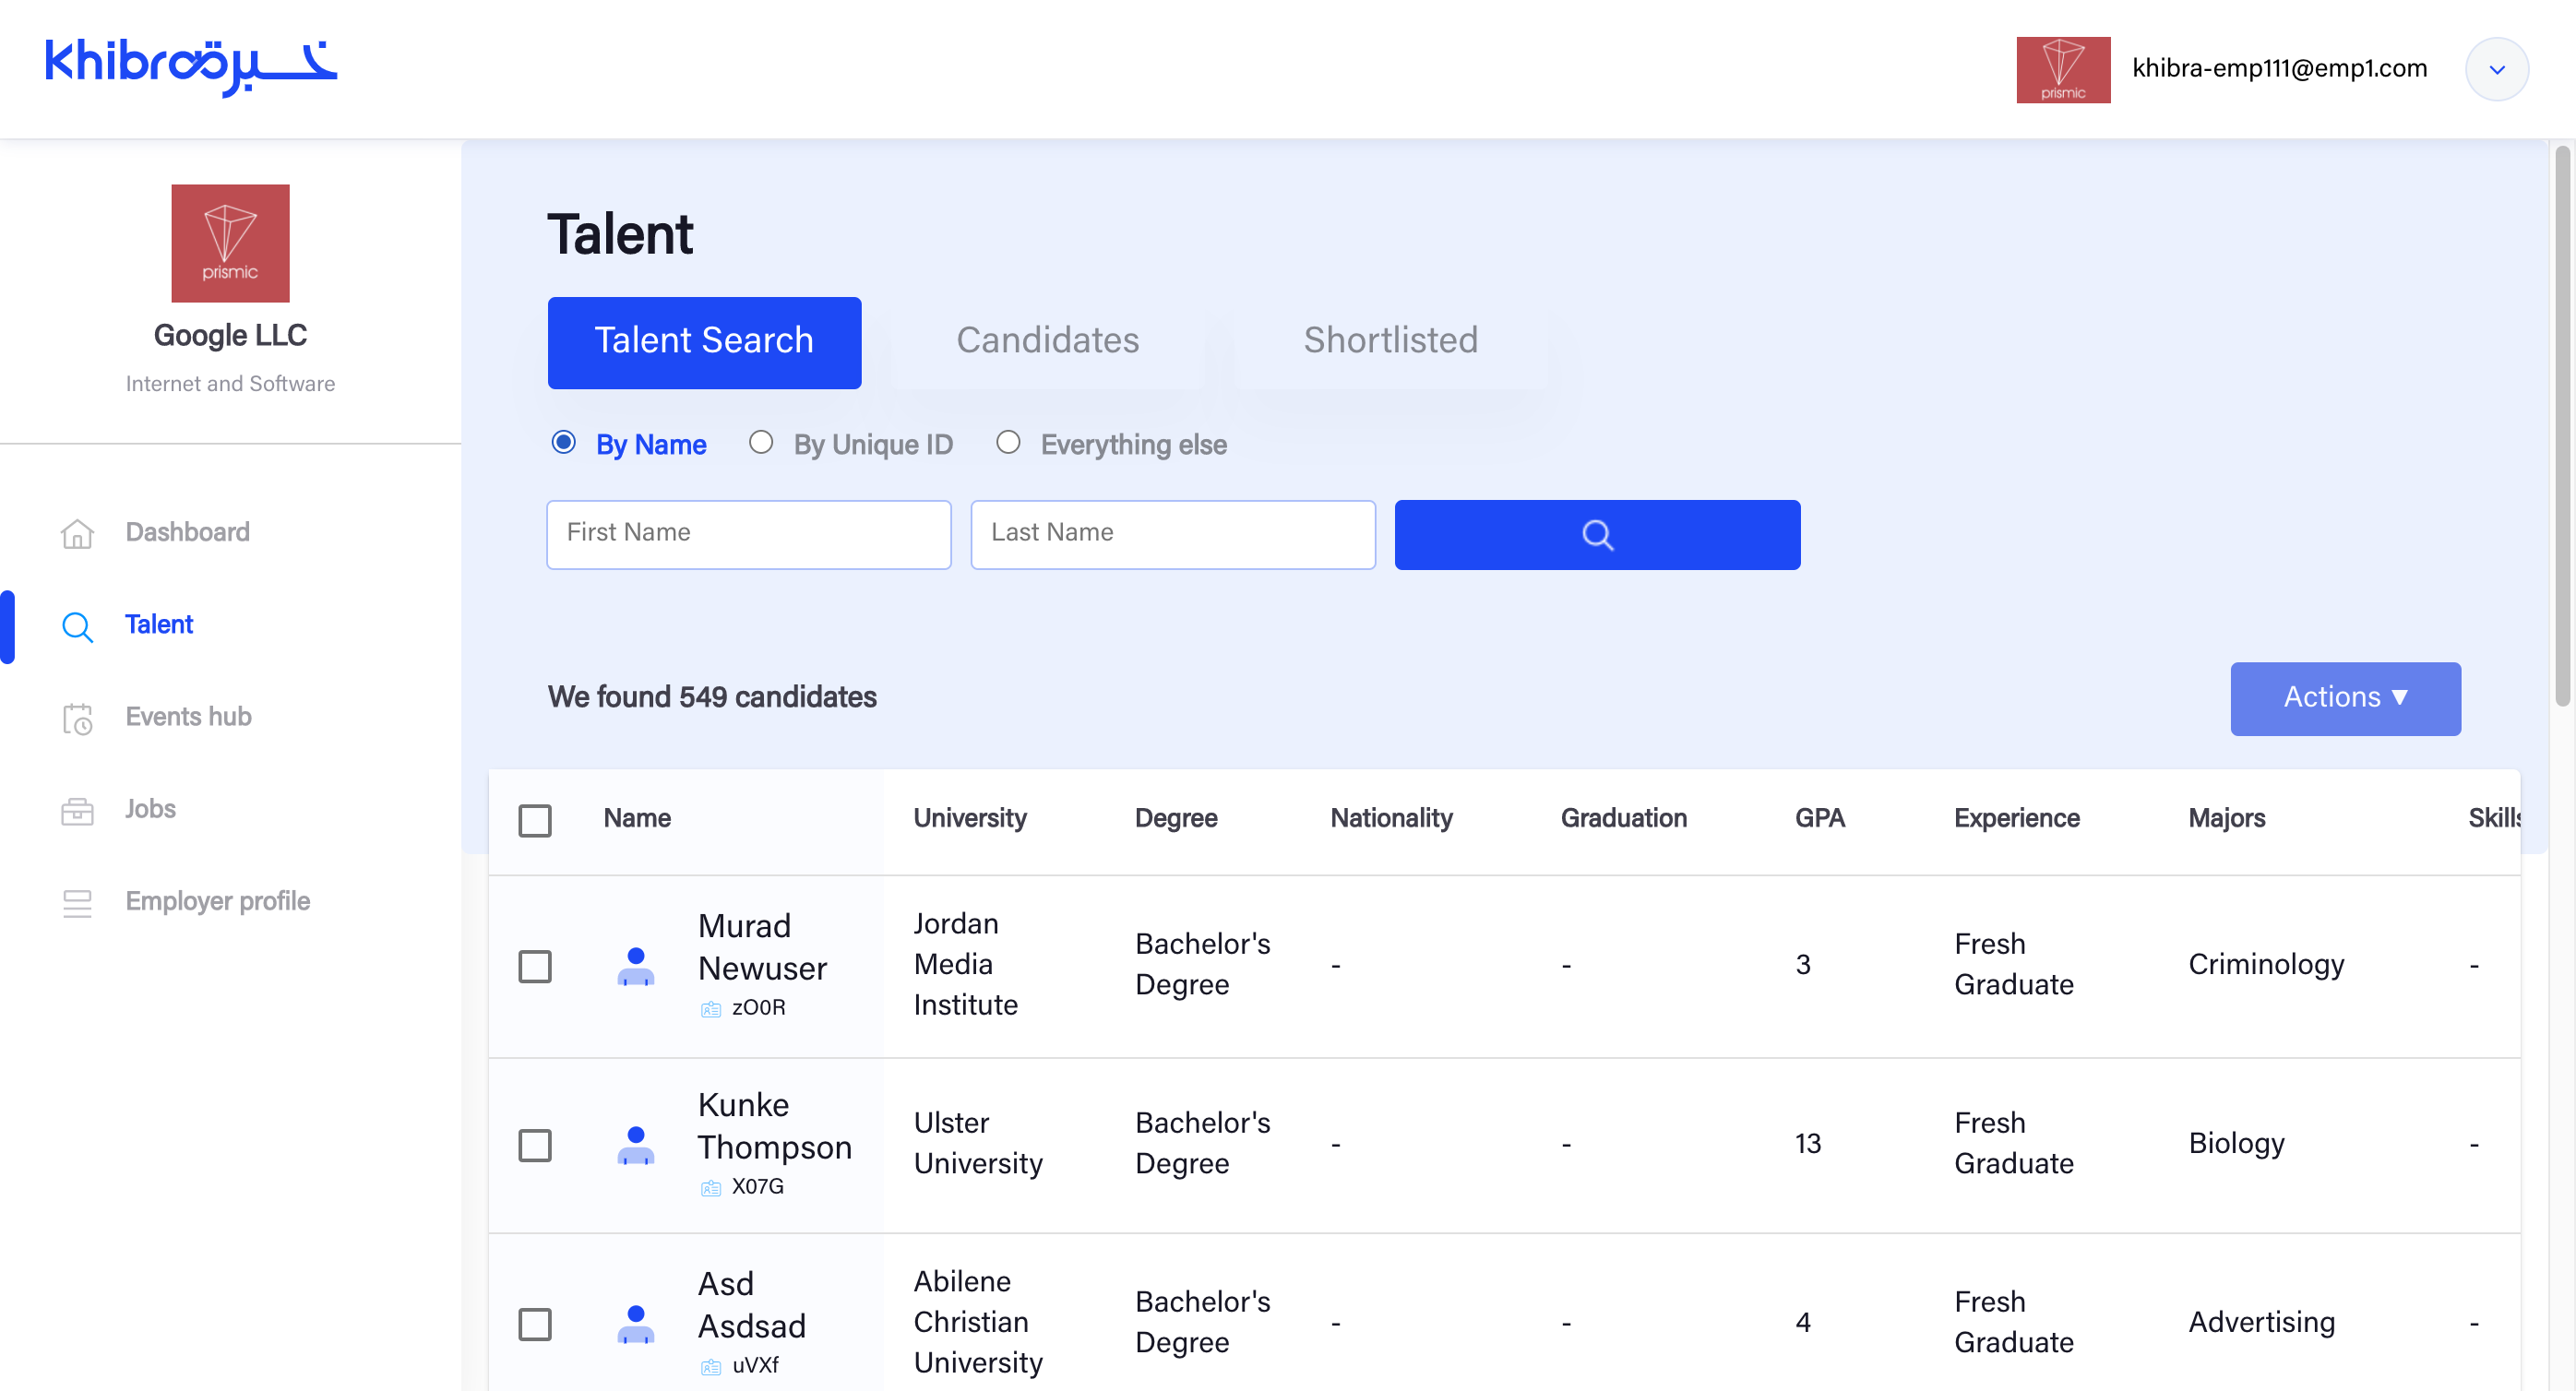 khibra خبرة
prismic
khibra-emp111@emp1.com
prismic
Google LLC
Internet and Software
Dashboard
Talent
Events hub
Jobs
Employer profile
Talent
Talent Search
Candidates
Shortlisted
By Name
By Unique ID
Everything else
First Name
Last Name
We found 549 candidates
Actions ▼
Name University Degree Nationality Graduation GPA Experience Majors Skills
Murad
Newuser
zO0R
Jordan
Media
Institute
Bachelor's
Degree
-
-
3
Fresh
Graduate
Criminology
-
Kunke
Thompson
X07G
Ulster
University
Bachelor's
Degree
-
-
13
Fresh
Graduate
Biology
-
Asd
Asdsad
uVXf
Abilene
Christian
University
Bachelor's
Degree
-
-
4
Fresh
Graduate
Advertising
-